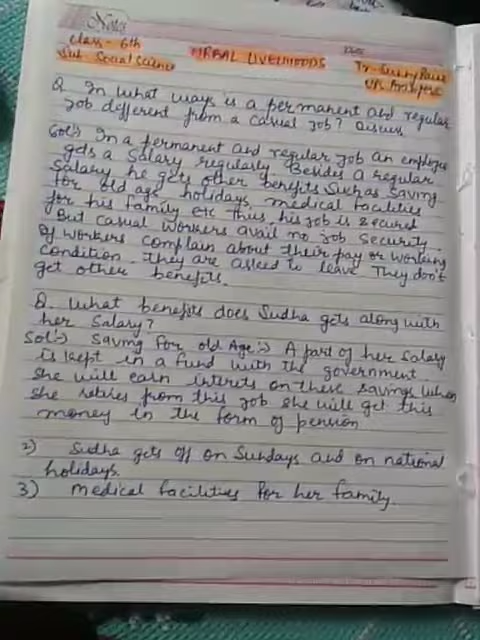 Notes
Class - 6th
Sub. Social Science
URBAL LIVELIHOODS
DATE
Tr - Sunny
Q. In what ways is a permanent and regular
Job different from a casual job? Discuss
Sol:) In a permanent and regular job an employee
gets a salary regularly. Besides a regular
salary he gets other benefits such as saving
for old age, holidays, medical facilities
for his family etc thus, his job is secured
But casual workers avail no job security.
If workers complain about their pay or working
condition. they are asked to leave. They don't
get other benefits.
Q. What benefits does Sudha gets along with
her salary?
Sol:) Saving for old Age:) A part of her salary
is kept in a fund with the government
she will earn interets on these savings when
she retires from this job she will get this
money in the form of pension
2) Sudha gets off on Sundays and on national
holidays.
3) Medical facilities for her family.